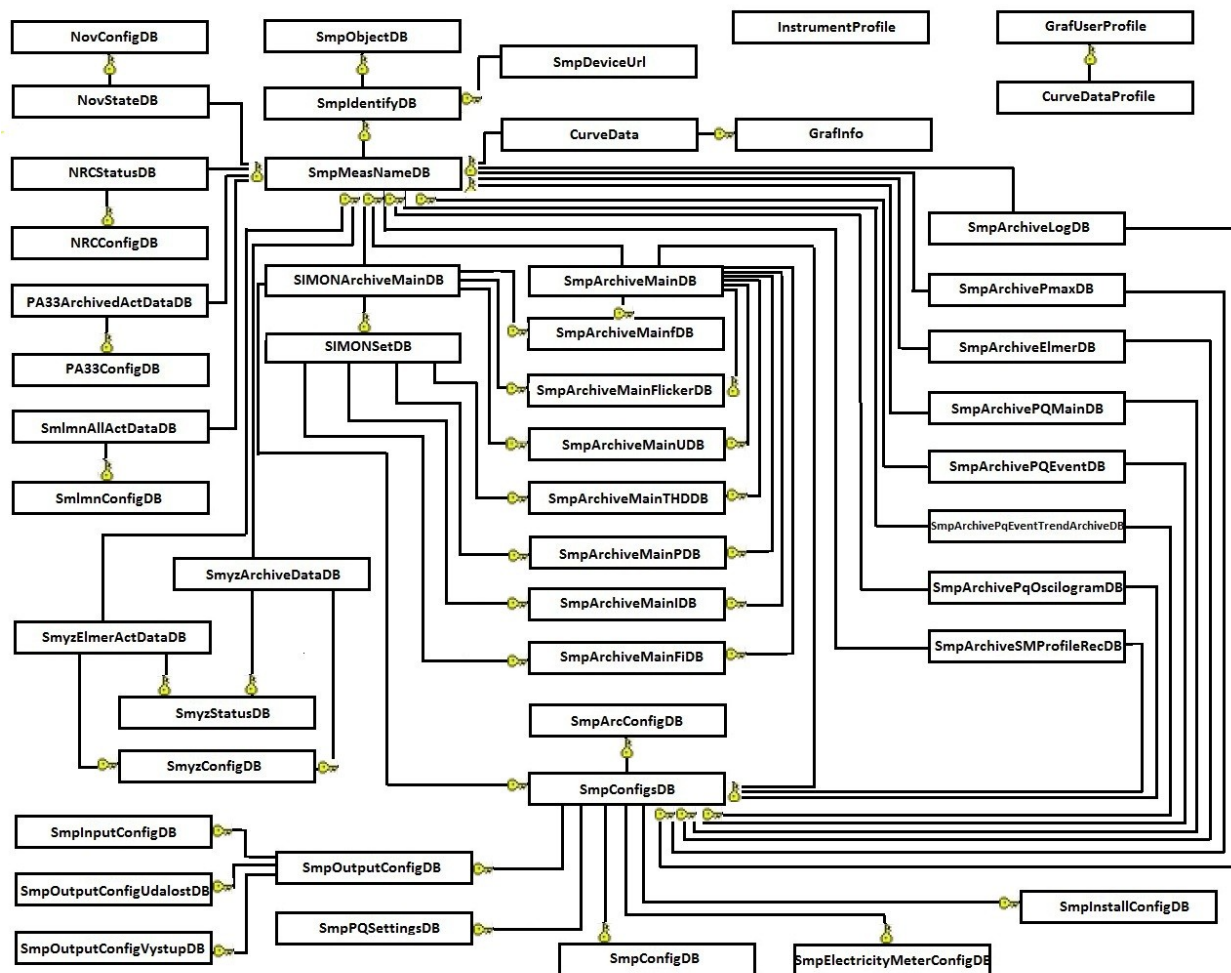 NovConfigDB
SmpObjectDB
InstrumentProfile
GrafUserProfile
SmpDeviceUrl
NovStateDB
SmpIdentifyDB
CurveDataProfile
CurveData
GrafInfo
NRCStatusDB
SmpMeasNameDB
NRCConfigDB
SmpArchiveLogDB
SIMONArchiveMainDB
SmpArchiveMainDB
SmpArchivePmaxDB
PA33ArchivedActDataDB
SmpArchiveMainfDB
SIMONSetDB
SmpArchiveElmerDB
PA33ConfigDB
SmpArchiveMainFlickerDB
SmpArchivePQMainDB
SmlmnAllActDataDB
SmpArchiveMainUDB
SmpArchivePQEventDB
SmlmnConfigDB
SmpArchiveMainTHDDB
SmpArchivePqEventTrendArchiveDB
SmpArchiveMainPDB
SmyzArchiveDataDB
SmpArchivePqOscilogramDB
SmpArchiveMainIDB
SmyzElmerActDataDB
SmpArchiveSMProfileRecDB
SmpArchiveMainFiDB
SmyzStatusDB
SmpArcConfigDB
SmyzConfigDB
SmpConfigsDB
SmpInputConfigDB
SmpOutputConfigDB
SmpOutputConfigUdalostDB
SmpInstallConfigDB
SmpPQSettingsDB
SmpOutputConfigVystupDB
SmpConfigDB
SmpElectricityMeterConfigDB